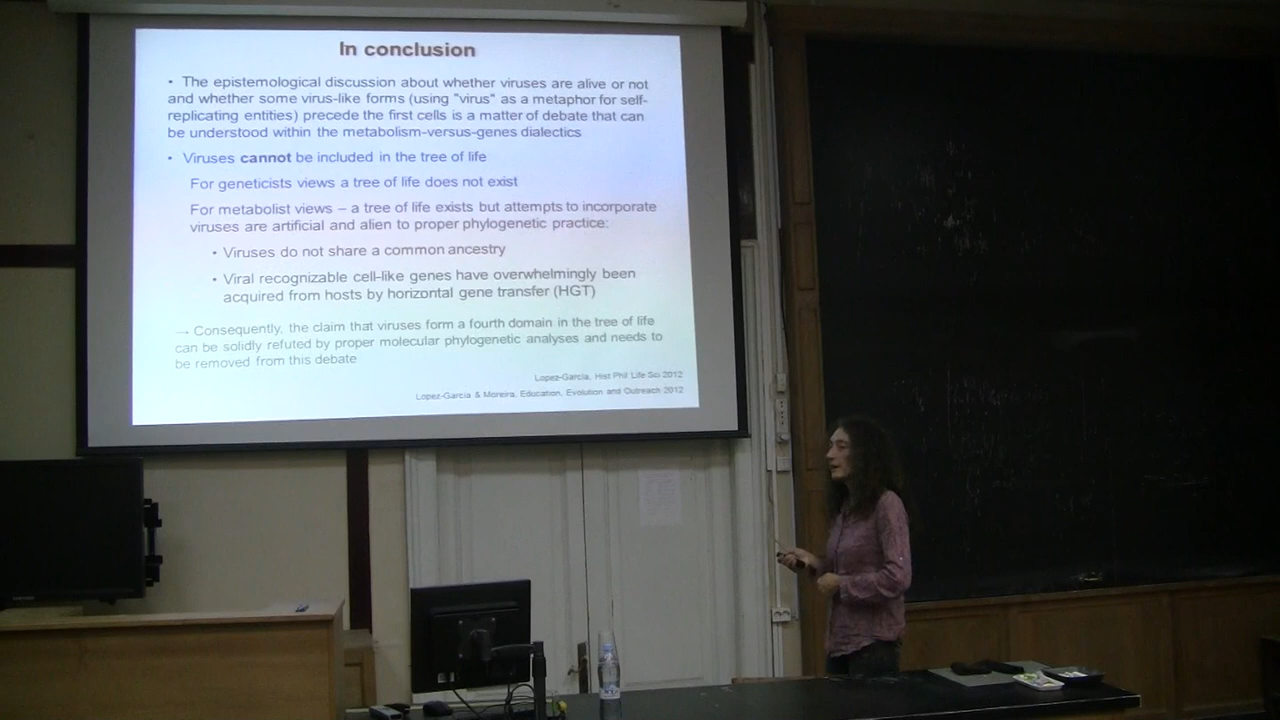 In conclusion
• The epistemological discussion about whether viruses are alive or not
and whether some virus-like forms (using "virus" as a metaphor for self-
replicating entities) precede the first cells is a matter of debate that can
be understood within the metabolism-versus-genes dialectics
• Viruses cannot be included in the tree of life
For geneticists views a tree of life does not exist
For metabolist views – a tree of life exists but attempts to incorporate
viruses are artificial and alien to proper phylogenetic practice:
• Viruses do not share a common ancestry
• Viral recognizable cell-like genes have overwhelmingly been
acquired from hosts by horizontal gene transfer (HGT)
→ Consequently, the claim that viruses form a fourth domain in the tree of life
can be solidly refuted by proper molecular phylogenetic analyses and needs to
be removed from this debate
Lopez-Garcia, Hist Phil Life Sci 2012
Lopez-Garcia & Moreira, Education, Evolution and Outreach 2012